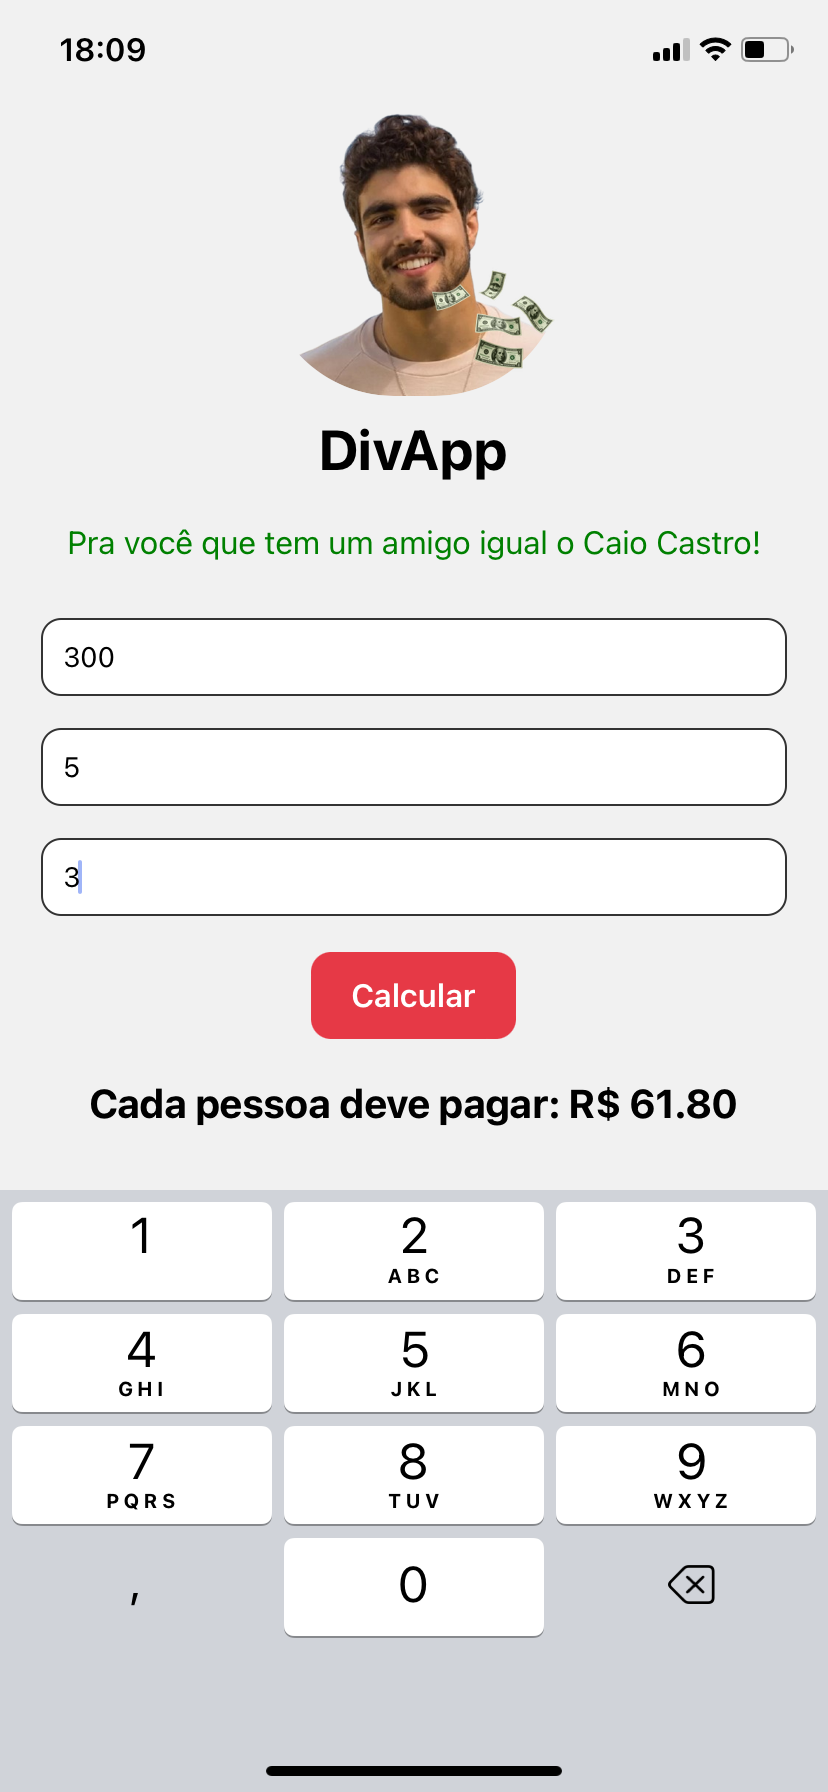 18:09
DivApp
Pra você que tem um amigo igual o Caio Castro!
300
5
3
Calcular
Cada pessoa deve pagar: R$ 61.80
1 2 3
ABC DEF
4 5 6
GHI JKL MNO
7 8 9
PQRS TUV WXYZ
, 0